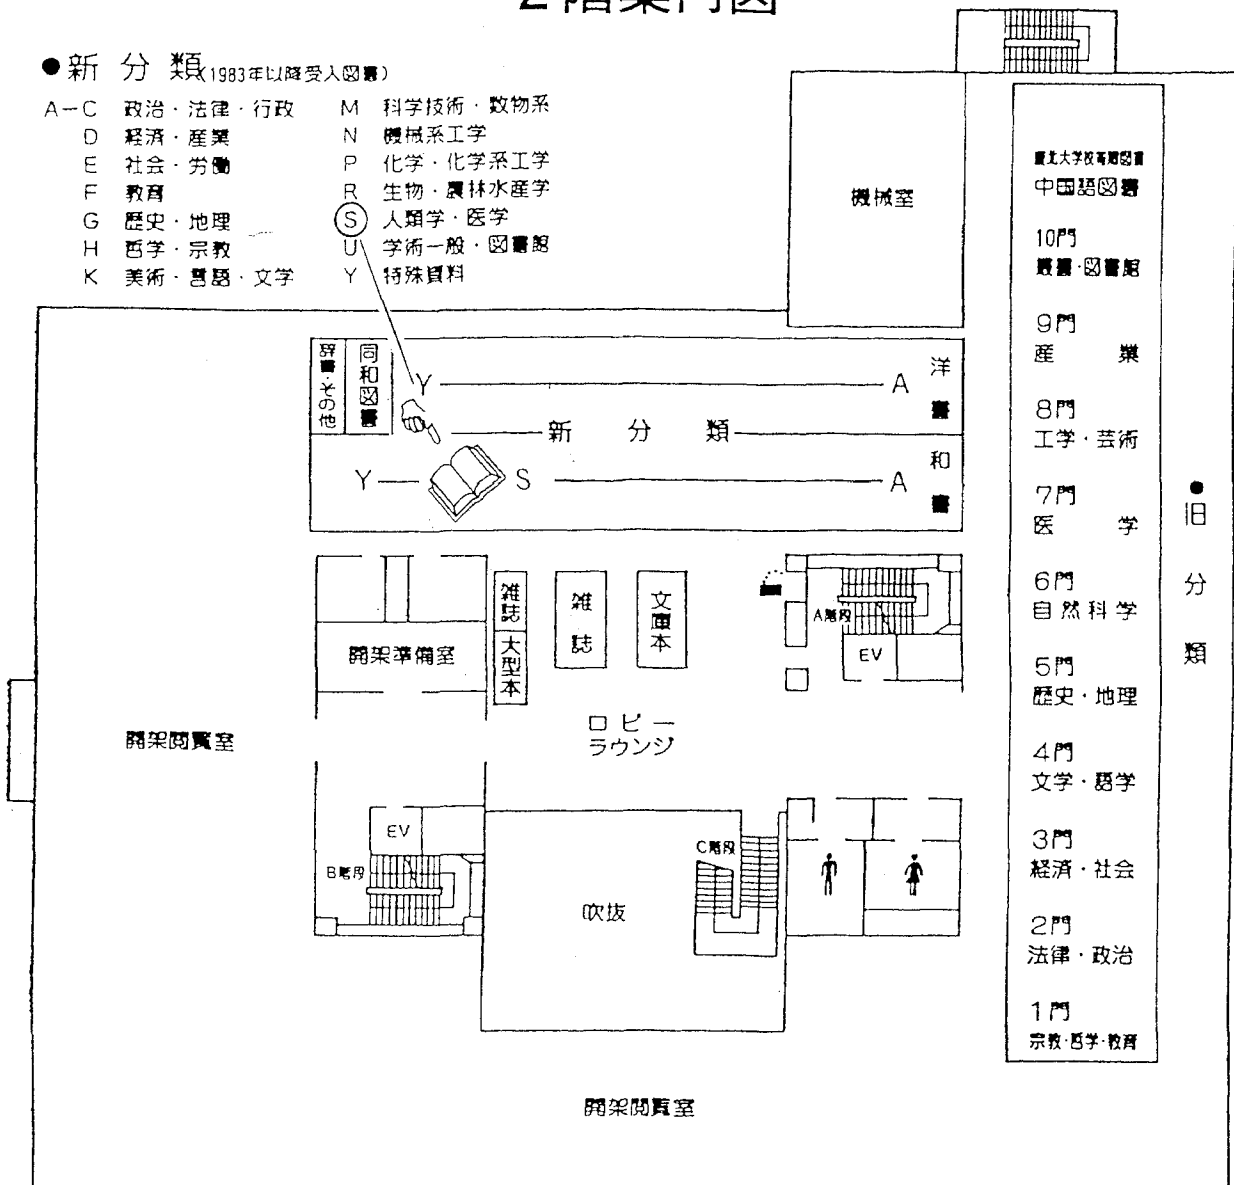 2階案内図
●新分類(1983年以降受入図書)
A－C 政治・法律・行政
D 経済・産業
E 社会・労働
F 教育
G 歴史・地理
H 哲学・宗教
K 美術・言語・文学
M 科学技術・数物系
N 機械系工学
P 化学・化学系工学
R 生物・農林水産学
S 人類学・医学
U 学術一般・図書館
Y 特殊資料
機械室
辞書・その他
同和図書
Y A 洋書
新分類
Y S A 和書
開架準備室
雑誌
大型本
雑誌
文庫本
A階段
EV
ロビー
ラウンジ
開架閲覧室
EV
B階段
C階段
吹抜
開架閲覧室
●旧分類
中国語図書
10門
叢書・図書館
9門
産業
8門
工学・芸術
7門
医学
6門
自然科学
5門
歴史・地理
4門
文学・語学
3門
経済・社会
2門
法律・政治
1門
宗教・哲学・教育